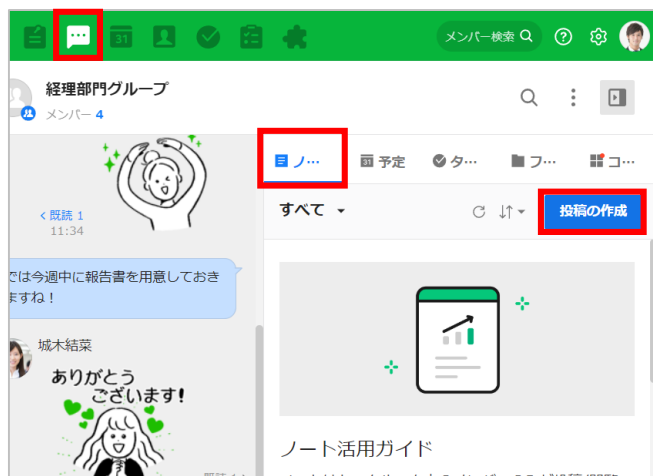 31
メンバー検索
経理部門グループ
メンバー 4
ノ…
31 予定
タ…
フ…
コ…
すべて
投稿の作成
既読 1
11:34
では今週中に報告書を用意しておき
ますね！
城木結菜
ありがとう
ございます!
ノート活用ガイド